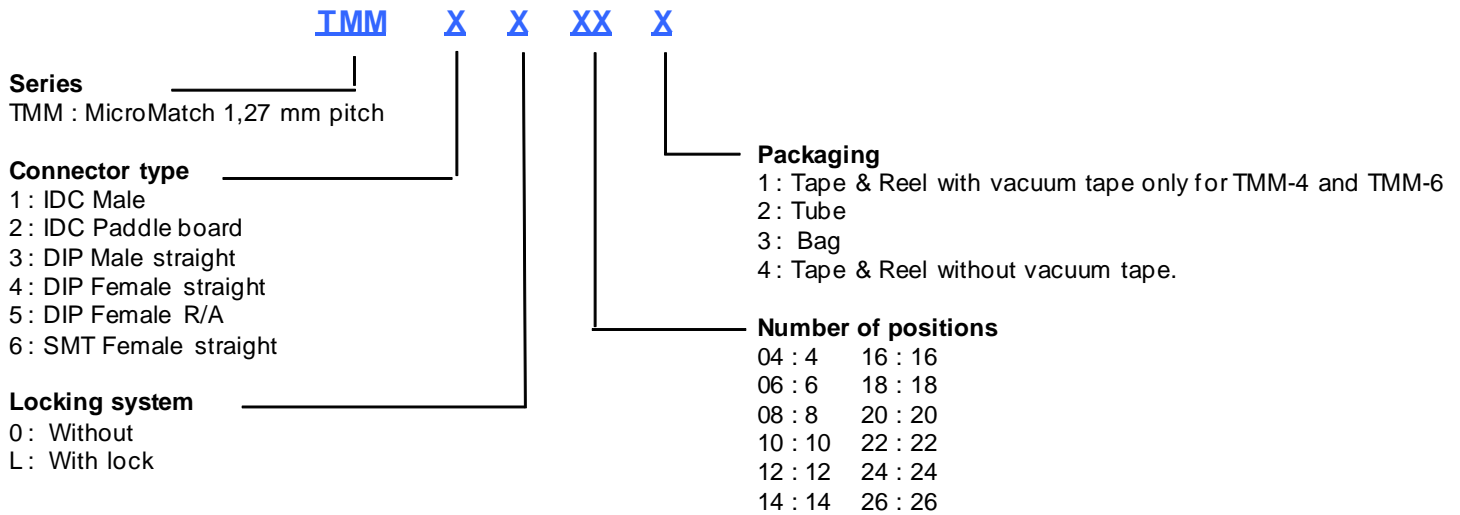 TMM X X XX X
Series
TMM : MicroMatch 1,27 mm pitch
Connector type
1 : IDC Male
2 : IDC Paddle board
3 : DIP Male straight
4 : DIP Female straight
5 : DIP Female R/A
6 : SMT Female straight
Locking system
0 : Without
L : With lock
Packaging
1 : Tape & Reel with vacuum tape only for TMM-4 and TMM-6
2 : Tube
3 : Bag
4 : Tape & Reel without vacuum tape.
Number of positions
04 : 4 16 : 16
06 : 6 18 : 18
08 : 8 20 : 20
10 : 10 22 : 22
12 : 12 24 : 24
14 : 14 26 : 26